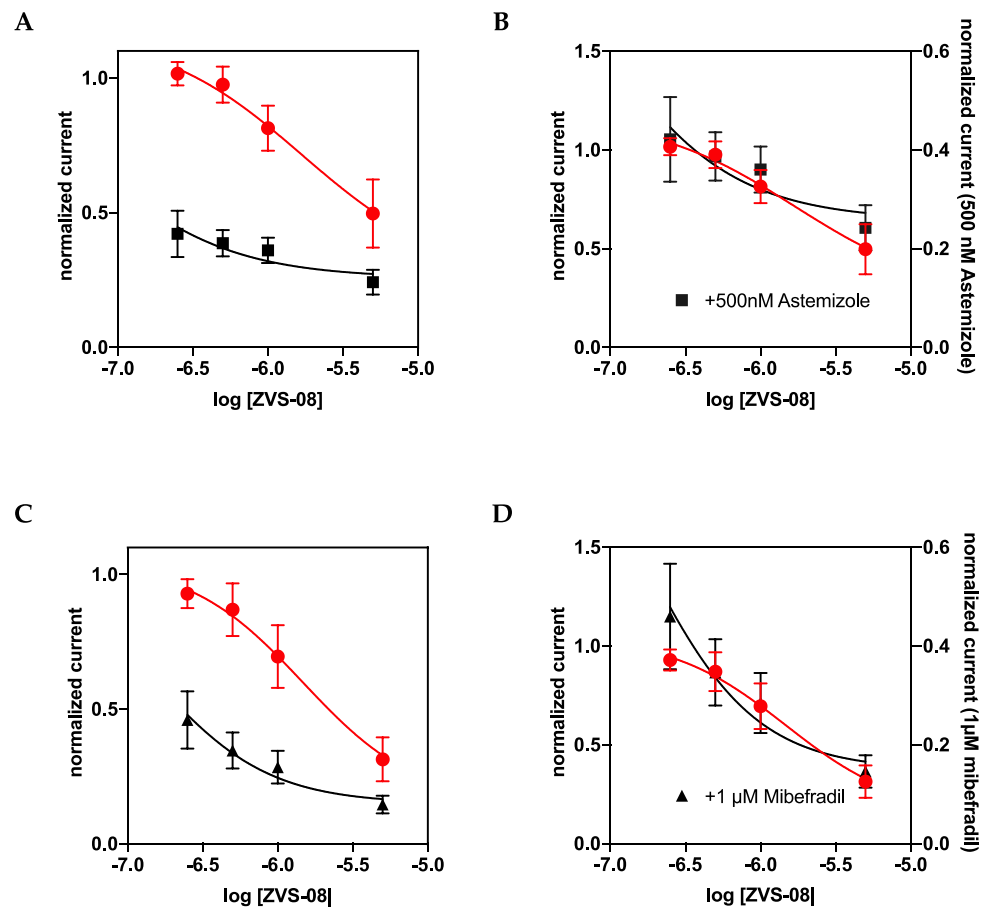 A
1.0
0.5
0.0
normalized current
-7.0 -6.5 -6.0 -5.5 -5.0
log [ZVS-08]
B
1.5
1.0
0.5
0.0
normalized current
0.6
0.4
0.2
0.0
normalized current (500 nM Astemizole)
+500nM Astemizole
-7.0 -6.5 -6.0 -5.5 -5.0
log [ZVS-08]
C
1.0
0.5
0.0
normalized current
-7.0 -6.5 -6.0 -5.5 -5.0
log [ZVS-08]
D
1.5
1.0
0.5
0.0
normalized current
0.6
0.4
0.2
0.0
normalized current (1µM mibefradil)
+1 µM Mibefradil
-7.0 -6.5 -6.0 -5.5 -5.0
log [ZVS-08]